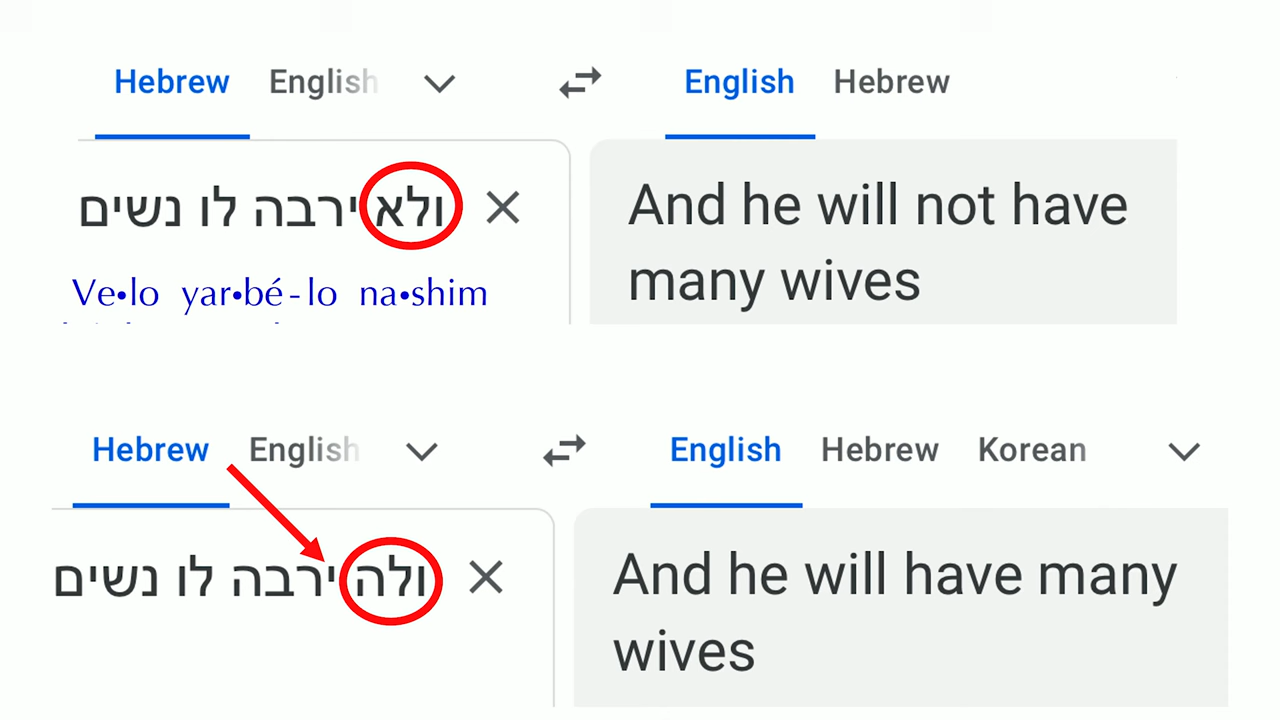 Hebrew English
English Hebrew
ולא ירבה לו נשים
Ve•lo yar•bé-lo na•shim
And he will not have
many wives
Hebrew English
English Hebrew Korean
ולה ירבה לו נשים
And he will have many
wives